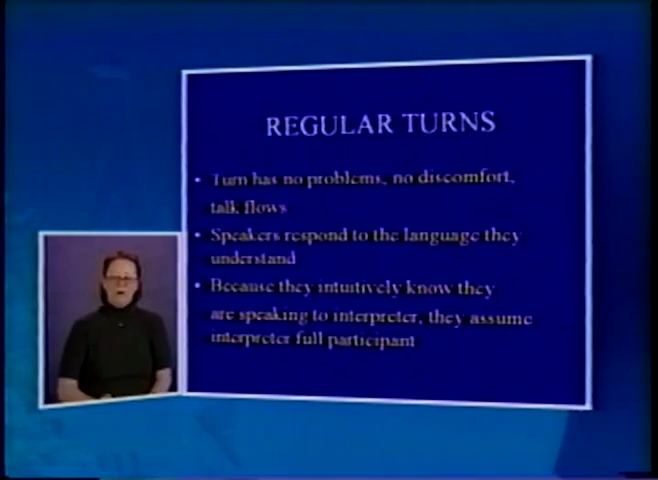 REGULAR TURNS
• Turn has no problems, no discomfort,
talk flows
• Speakers respond to the language they
understand
• Because they intuitively know they
are speaking to interpreter, they assume
interpreter full participant